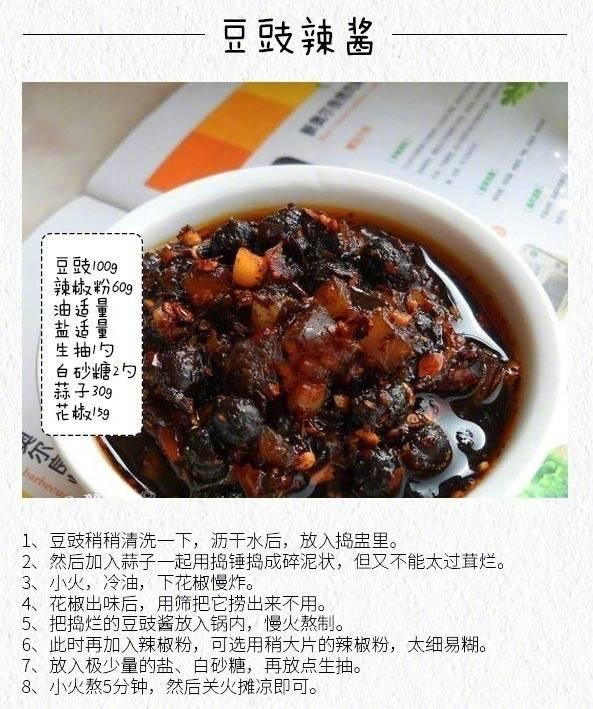 豆豉辣酱
豆豉100g
辣椒粉60g
油适量
盐适量
生抽1勺
白砂糖2勺
蒜子30g
花椒15g
1、豆豉稍稍清洗一下，沥干水后，放入捣盅里。
2、然后加入蒜子一起用捣锤捣成碎泥状，但又不能太过茸烂。
3、小火，冷油，下花椒慢炸。
4、花椒出味后，用筛把它捞出来不用。
5、把捣烂的豆豉酱放入锅内，慢火熬制。
6、此时再加入辣椒粉，可选用稍大片的辣椒粉，太细易糊。
7、放入极少量的盐、白砂糖，再放点生抽。
8、小火熬5分钟，然后关火摊凉即可。